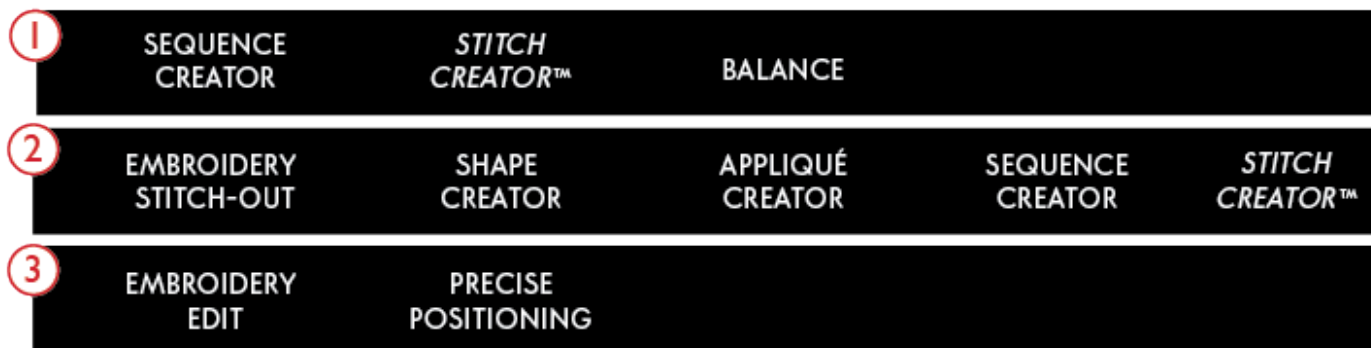 1 SEQUENCE CREATOR STITCH CREATOR™ BALANCE
2 EMBROIDERY STITCH-OUT SHAPE CREATOR APPLIQUÉ CREATOR SEQUENCE CREATOR STITCH CREATOR™
3 EMBROIDERY EDIT PRECISE POSITIONING